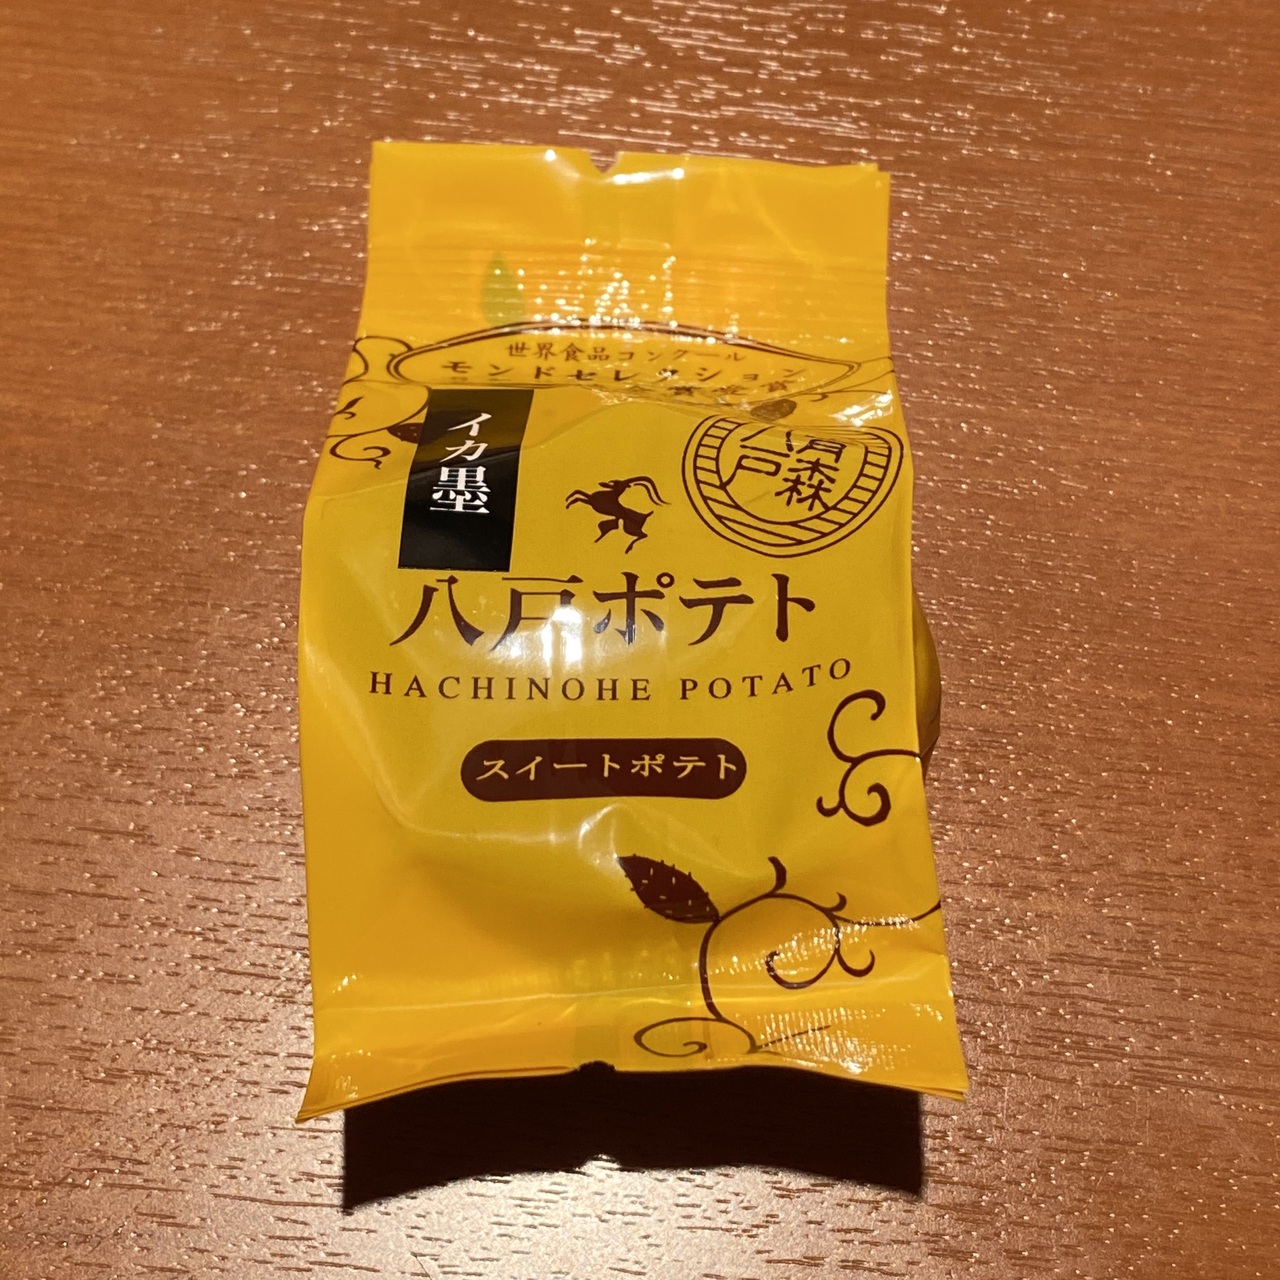 世界食品コンクール
モンドセレクション
イカ墨
青森
八戸
八戸ポテト
HACHINOHE POTATO
スイートポテト